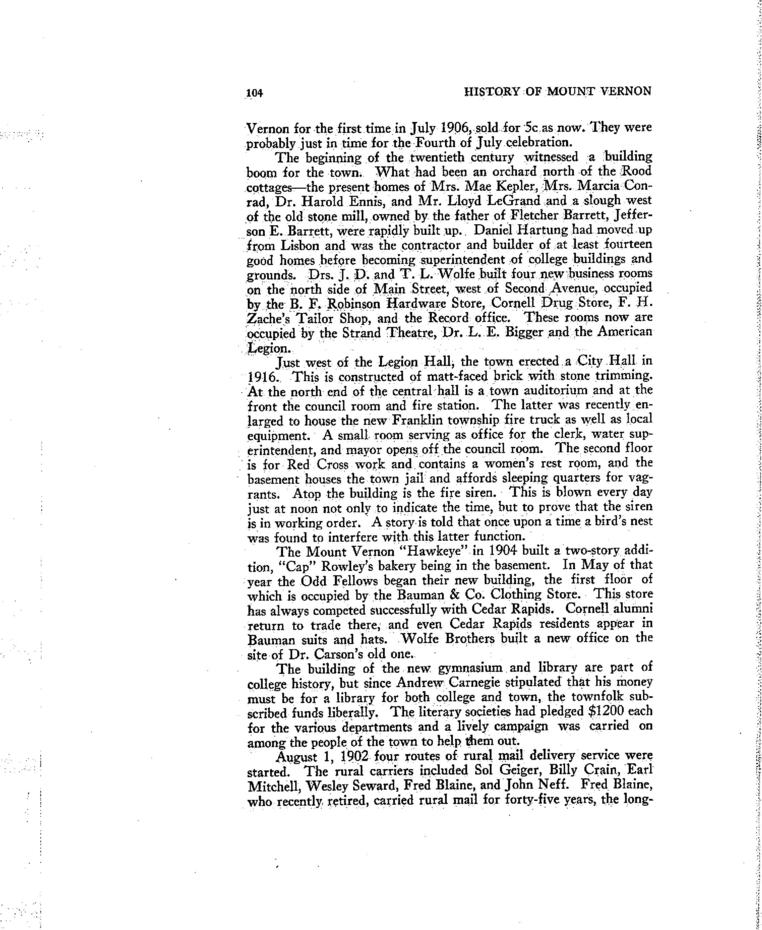 104 HISTORY OF MOUNT VERNON
Vernon for the first time in July 1906, sold for 5c as now. They were
probably just in time for the Fourth of July celebration.
The beginning of the twentieth century witnessed a building
boom for the town. What had been an orchard north of the Rood
cottages—the present homes of Mrs. Mae Kepler, Mrs. Marcia Con-
rad, Dr. Harold Ennis, and Mr. Lloyd LeGrand and a slough west
of the old stone mill, owned by the father of Fletcher Barrett, Jeffer-
son E. Barrett, were rapidly built up. Daniel Hartung had moved up
from Lisbon and was the contractor and builder of at least fourteen
good homes before becoming superintendent of college buildings and
grounds. Drs. J. D. and T. L. Wolfe built four new business rooms
on the north side of Main Street, west of Second Avenue, occupied
by the B. F. Robinson Hardware Store, Cornell Drug Store, F. H.
Zache's Tailor Shop, and the Record office. These rooms now are
occupied by the Strand Theatre, Dr. L. E. Bigger and the American
Legion.
Just west of the Legion Hall, the town erected a City Hall in
1916. This is constructed of matt-faced brick with stone trimming.
At the north end of the central hall is a town auditorium and at the
front the council room and fire station. The latter was recently en-
larged to house the new Franklin township fire truck as well as local
equipment. A small room serving as office for the clerk, water sup-
erintendent, and mayor opens off the council room. The second floor
is for Red Cross work and contains a women's rest room, and the
basement houses the town jail and affords sleeping quarters for vag-
rants. Atop the building is the fire siren. This is blown every day
just at noon not only to indicate the time, but to prove that the siren
is in working order. A story is told that once upon a time a bird's nest
was found to interfere with this latter function.
The Mount Vernon "Hawkeye" in 1904 built a two-story addi-
tion, "Cap" Rowley's bakery being in the basement. In May of that
year the Odd Fellows began their new building, the first floor of
which is occupied by the Bauman & Co. Clothing Store. This store
has always competed successfully with Cedar Rapids. Cornell alumni
return to trade there, and even Cedar Rapids residents appear in
Bauman suits and hats. Wolfe Brothers built a new office on the
site of Dr. Carson's old one.
The building of the new gymnasium and library are part of
college history, but since Andrew Carnegie stipulated that his money
must be for a library for both college and town, the townfolk sub-
scribed funds liberally. The literary societies had pledged $1200 each
for the various departments and a lively campaign was carried on
among the people of the town to help them out.
August 1, 1902 four routes of rural mail delivery service were
started. The rural carriers included Sol Geiger, Billy Crain, Earl
Mitchell, Wesley Seward, Fred Blaine, and John Neff. Fred Blaine,
who recently retired, carried rural mail for forty-five years, the long-